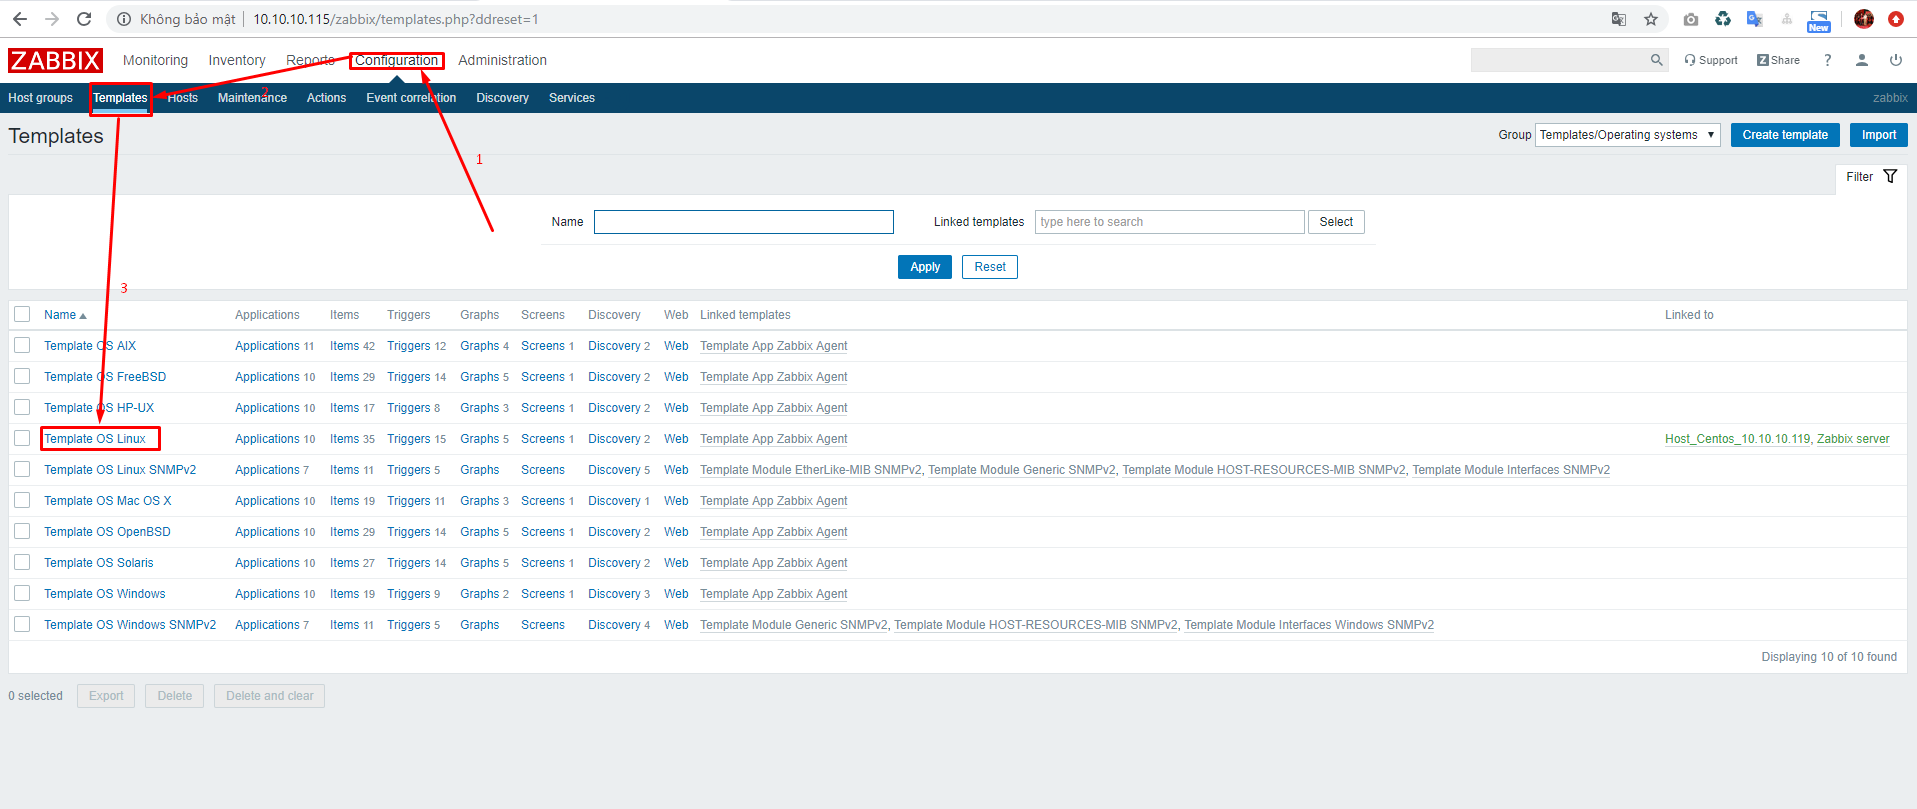 Không bảo mật | 10.10.10.115/zabbix/templates.php?ddreset=1
New
ZABBIX Monitoring Inventory Reports Configuration Administration Support Z Share ?
Host groups Templates Hosts Maintenance Actions Event correlation Discovery Services zabbix
2
Templates Group Templates/Operating systems Create template Import
1
Filter
Name Linked templates type here to search Select
Apply Reset
3
Name Applications Items Triggers Graphs Screens Discovery Web Linked templates Linked to
Template OS AIX Applications 11 Items 42 Triggers 12 Graphs 4 Screens 1 Discovery 2 Web Template App Zabbix Agent
Template OS FreeBSD Applications 10 Items 29 Triggers 14 Graphs 5 Screens 1 Discovery 2 Web Template App Zabbix Agent
Template OS HP-UX Applications 10 Items 17 Triggers 8 Graphs 3 Screens 1 Discovery 2 Web Template App Zabbix Agent
Template OS Linux Applications 10 Items 35 Triggers 15 Graphs 5 Screens 1 Discovery 2 Web Template App Zabbix Agent Host_Centos_10.10.10.119, Zabbix server
Template OS Linux SNMPv2 Applications 7 Items 11 Triggers 5 Graphs Screens Discovery 5 Web Template Module EtherLike-MIB SNMPv2, Template Module Generic SNMPv2, Template Module HOST-RESOURCES-MIB SNMPv2, Template Module Interfaces SNMPv2
Template OS Mac OS X Applications 10 Items 19 Triggers 11 Graphs 3 Screens 1 Discovery 1 Web Template App Zabbix Agent
Template OS OpenBSD Applications 10 Items 29 Triggers 14 Graphs 5 Screens 1 Discovery 2 Web Template App Zabbix Agent
Template OS Solaris Applications 10 Items 27 Triggers 14 Graphs 5 Screens 1 Discovery 2 Web Template App Zabbix Agent
Template OS Windows Applications 10 Items 19 Triggers 9 Graphs 2 Screens 1 Discovery 3 Web Template App Zabbix Agent
Template OS Windows SNMPv2 Applications 7 Items 11 Triggers 5 Graphs Screens Discovery 4 Web Template Module Generic SNMPv2, Template Module HOST-RESOURCES-MIB SNMPv2, Template Module Interfaces Windows SNMPv2
Displaying 10 of 10 found
0 selected Export Delete Delete and clear